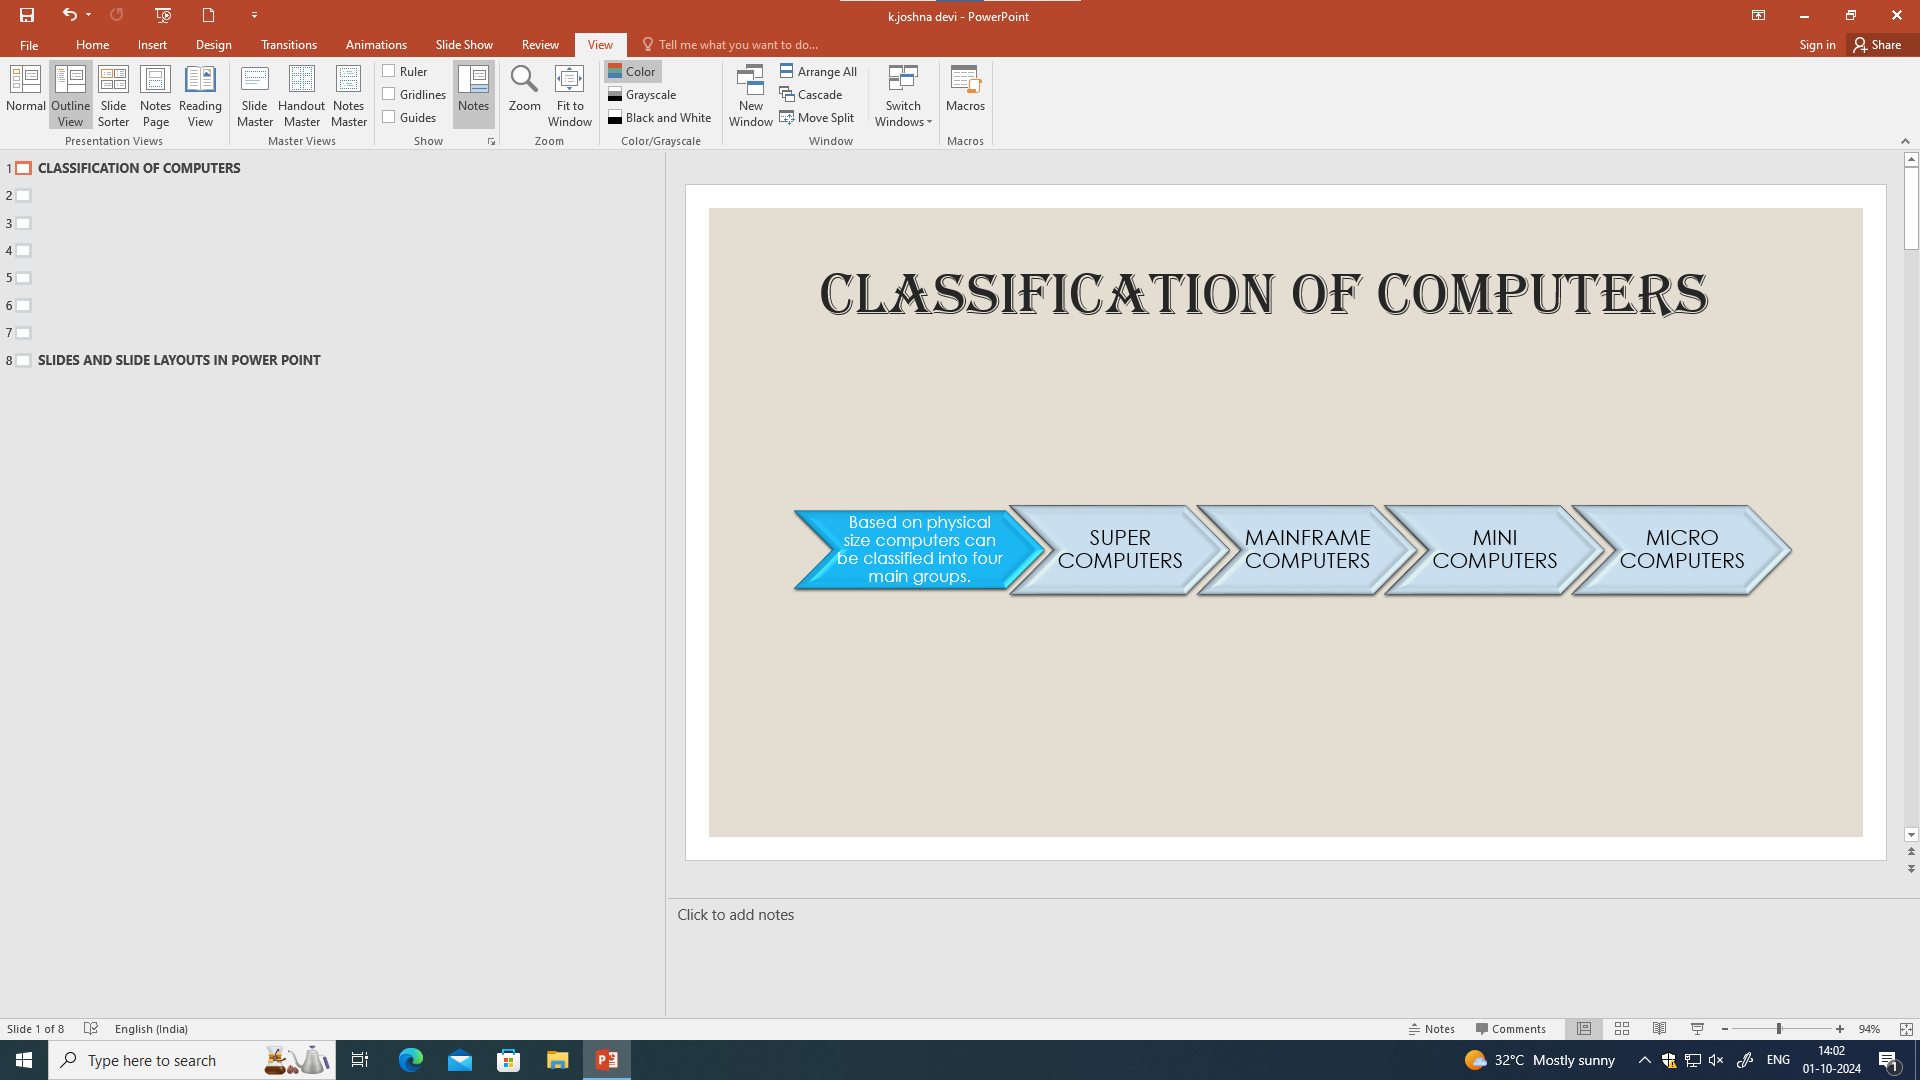 k.joshna devi - PowerPoint
File Home Insert Design Transitions Animations Slide Show Review View Tell me what you want to do... Sign in Share
Normal Outline View Slide Sorter Notes Page Reading View
Presentation Views
Slide Master Handout Master Notes Master
Master Views
Ruler
Gridlines
Guides
Notes
Show
Zoom Fit to Window
Zoom
Color
Grayscale
Black and White
Color/Grayscale
New Window
Arrange All
Cascade
Move Split
Switch Windows
Window
Macros
Macros
1 CLASSIFICATION OF COMPUTERS
2
3
4
5
6
7
8 SLIDES AND SLIDE LAYOUTS IN POWER POINT
CLASSIFICATION OF COMPUTERS
Based on physical
size computers can
be classified into four
main groups.
SUPER
COMPUTERS
MAINFRAME
COMPUTERS
MINI
COMPUTERS
MICRO
COMPUTERS
Click to add notes
Slide 1 of 8 English (India) Notes Comments 94%
Type here to search 32°C Mostly sunny ENG 14:02
01-10-2024 1